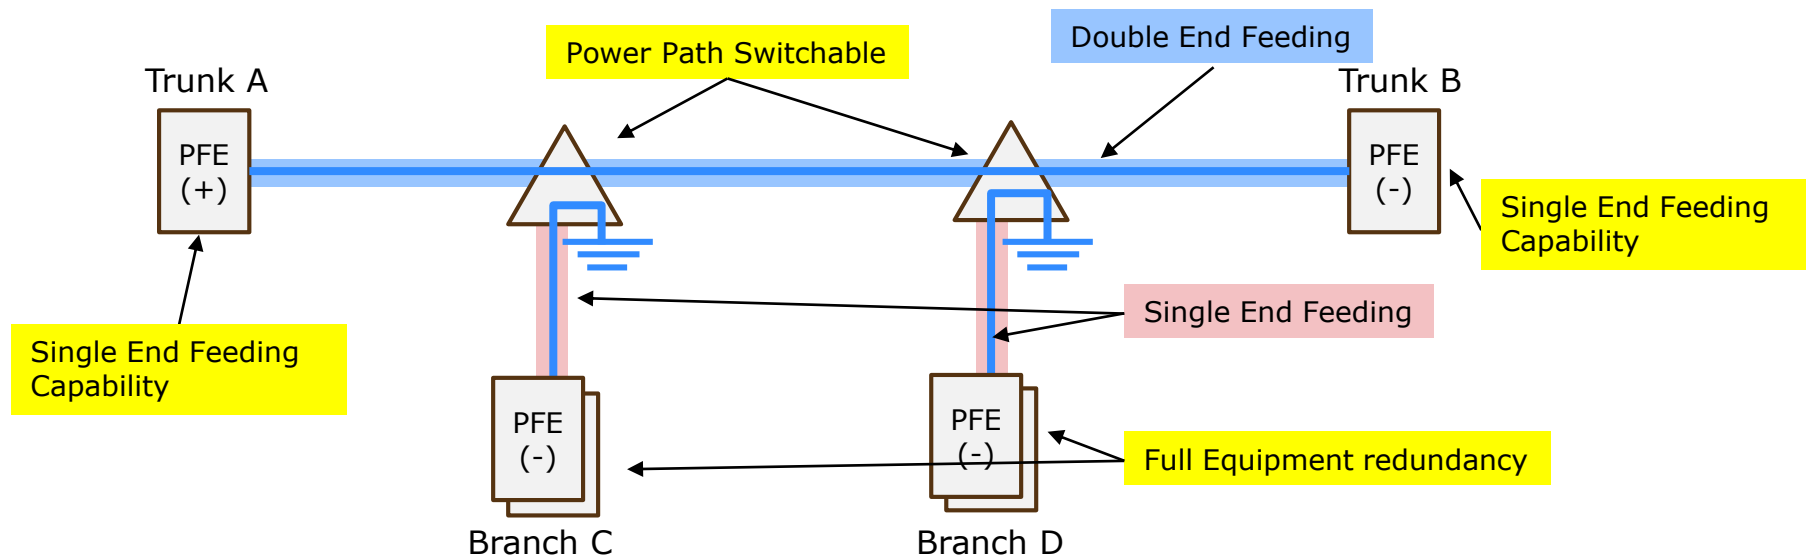 Double End Feeding
Power Path Switchable
Trunk A
Trunk B
PFE
(+)
PFE
(-)
Single End Feeding
Capability
Single End Feeding
Single End Feeding
Capability
PFE
(-)
PFE
(-)
Full Equipment redundancy
Branch C
Branch D